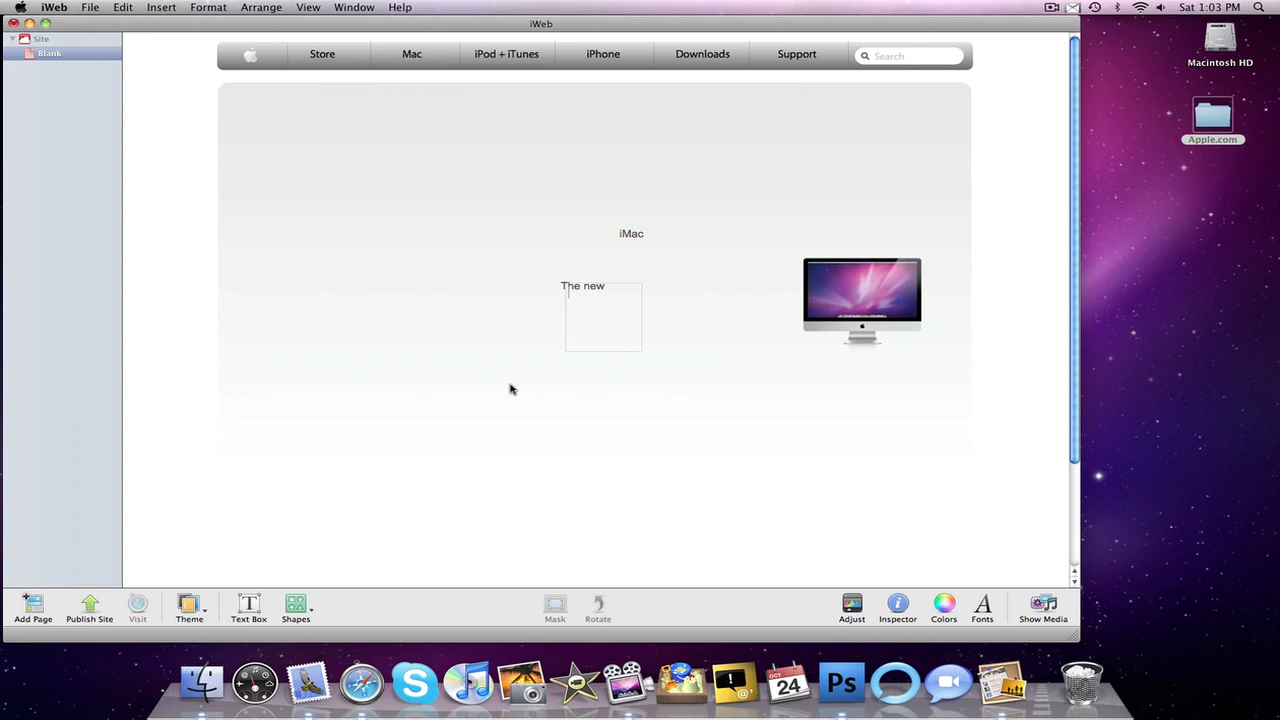 iWeb File Edit Insert Format Arrange View Window Help Sat 1:03 PM
iWeb
Site
Blank
Store Mac iPod + iTunes iPhone Downloads Support Search
Macintosh HD
Apple.com
iMac
The new
Add Page Publish Site Visit Theme Text Box Shapes Mask Rotate Adjust Inspector Colors Fonts Show Media
OCT
24
Ps